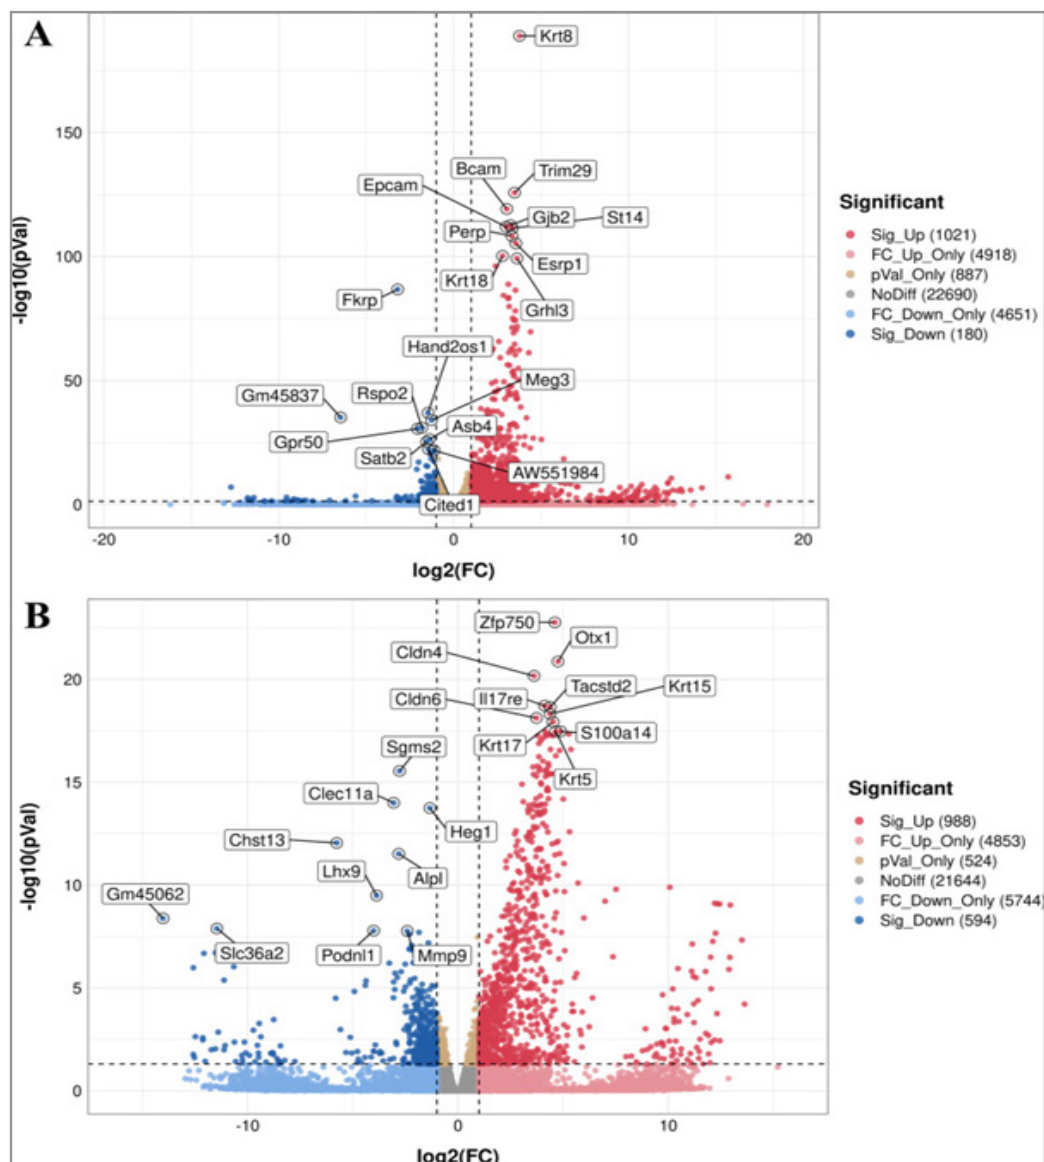 A
Krt8
150
Bcam
Trim29
Epcam
Gjb2
St14
Significant
Perp
Sig_Up (1021)
-log10(pVal)
100
Esrp1
FC_Up_Only (4918)
Krt18
pVal_Only (887)
Fkrp
Grhl3
NoDiff (22690)
FC_Down_Only (4651)
Hand2os1
Sig_Down (180)
50
Gm45837
Rspo2
Meg3
Gpr50
Asb4
Satb2
AW551984
0
Cited1
-20
-10
0
10
20
log2(FC)
B
Zfp750
Otx1
Cldn4
20
Cldn6
Il17re
Tacstd2
Krt15
Krt17
S100a14
Sgms2
Krt5
15
Clec11a
Significant
Heg1
Sig_Up (988)
Chst13
-log10(pVal)
FC_Up_Only (4853)
Lhx9
Alpl
pVal_Only (524)
10
Gm45062
NoDiff (21644)
FC_Down_Only (5744)
Slc36a2
Podnl1
Mmp9
Sig_Down (594)
5
0
-10
0
10
log2(FC)